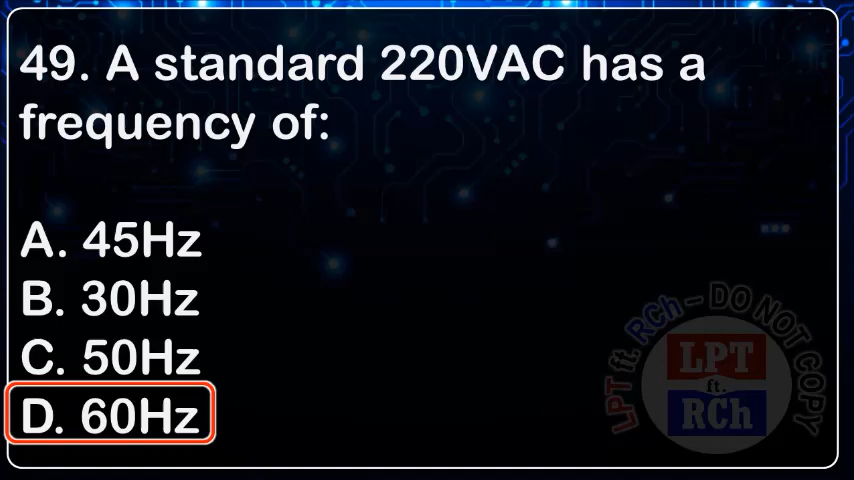 49. A standard 220VAC has a
frequency of:
A. 45Hz
B. 30Hz
C. 50Hz
D. 60Hz
LPT ft. RCh – DO NOT COPY
LPT
ft.
RCh